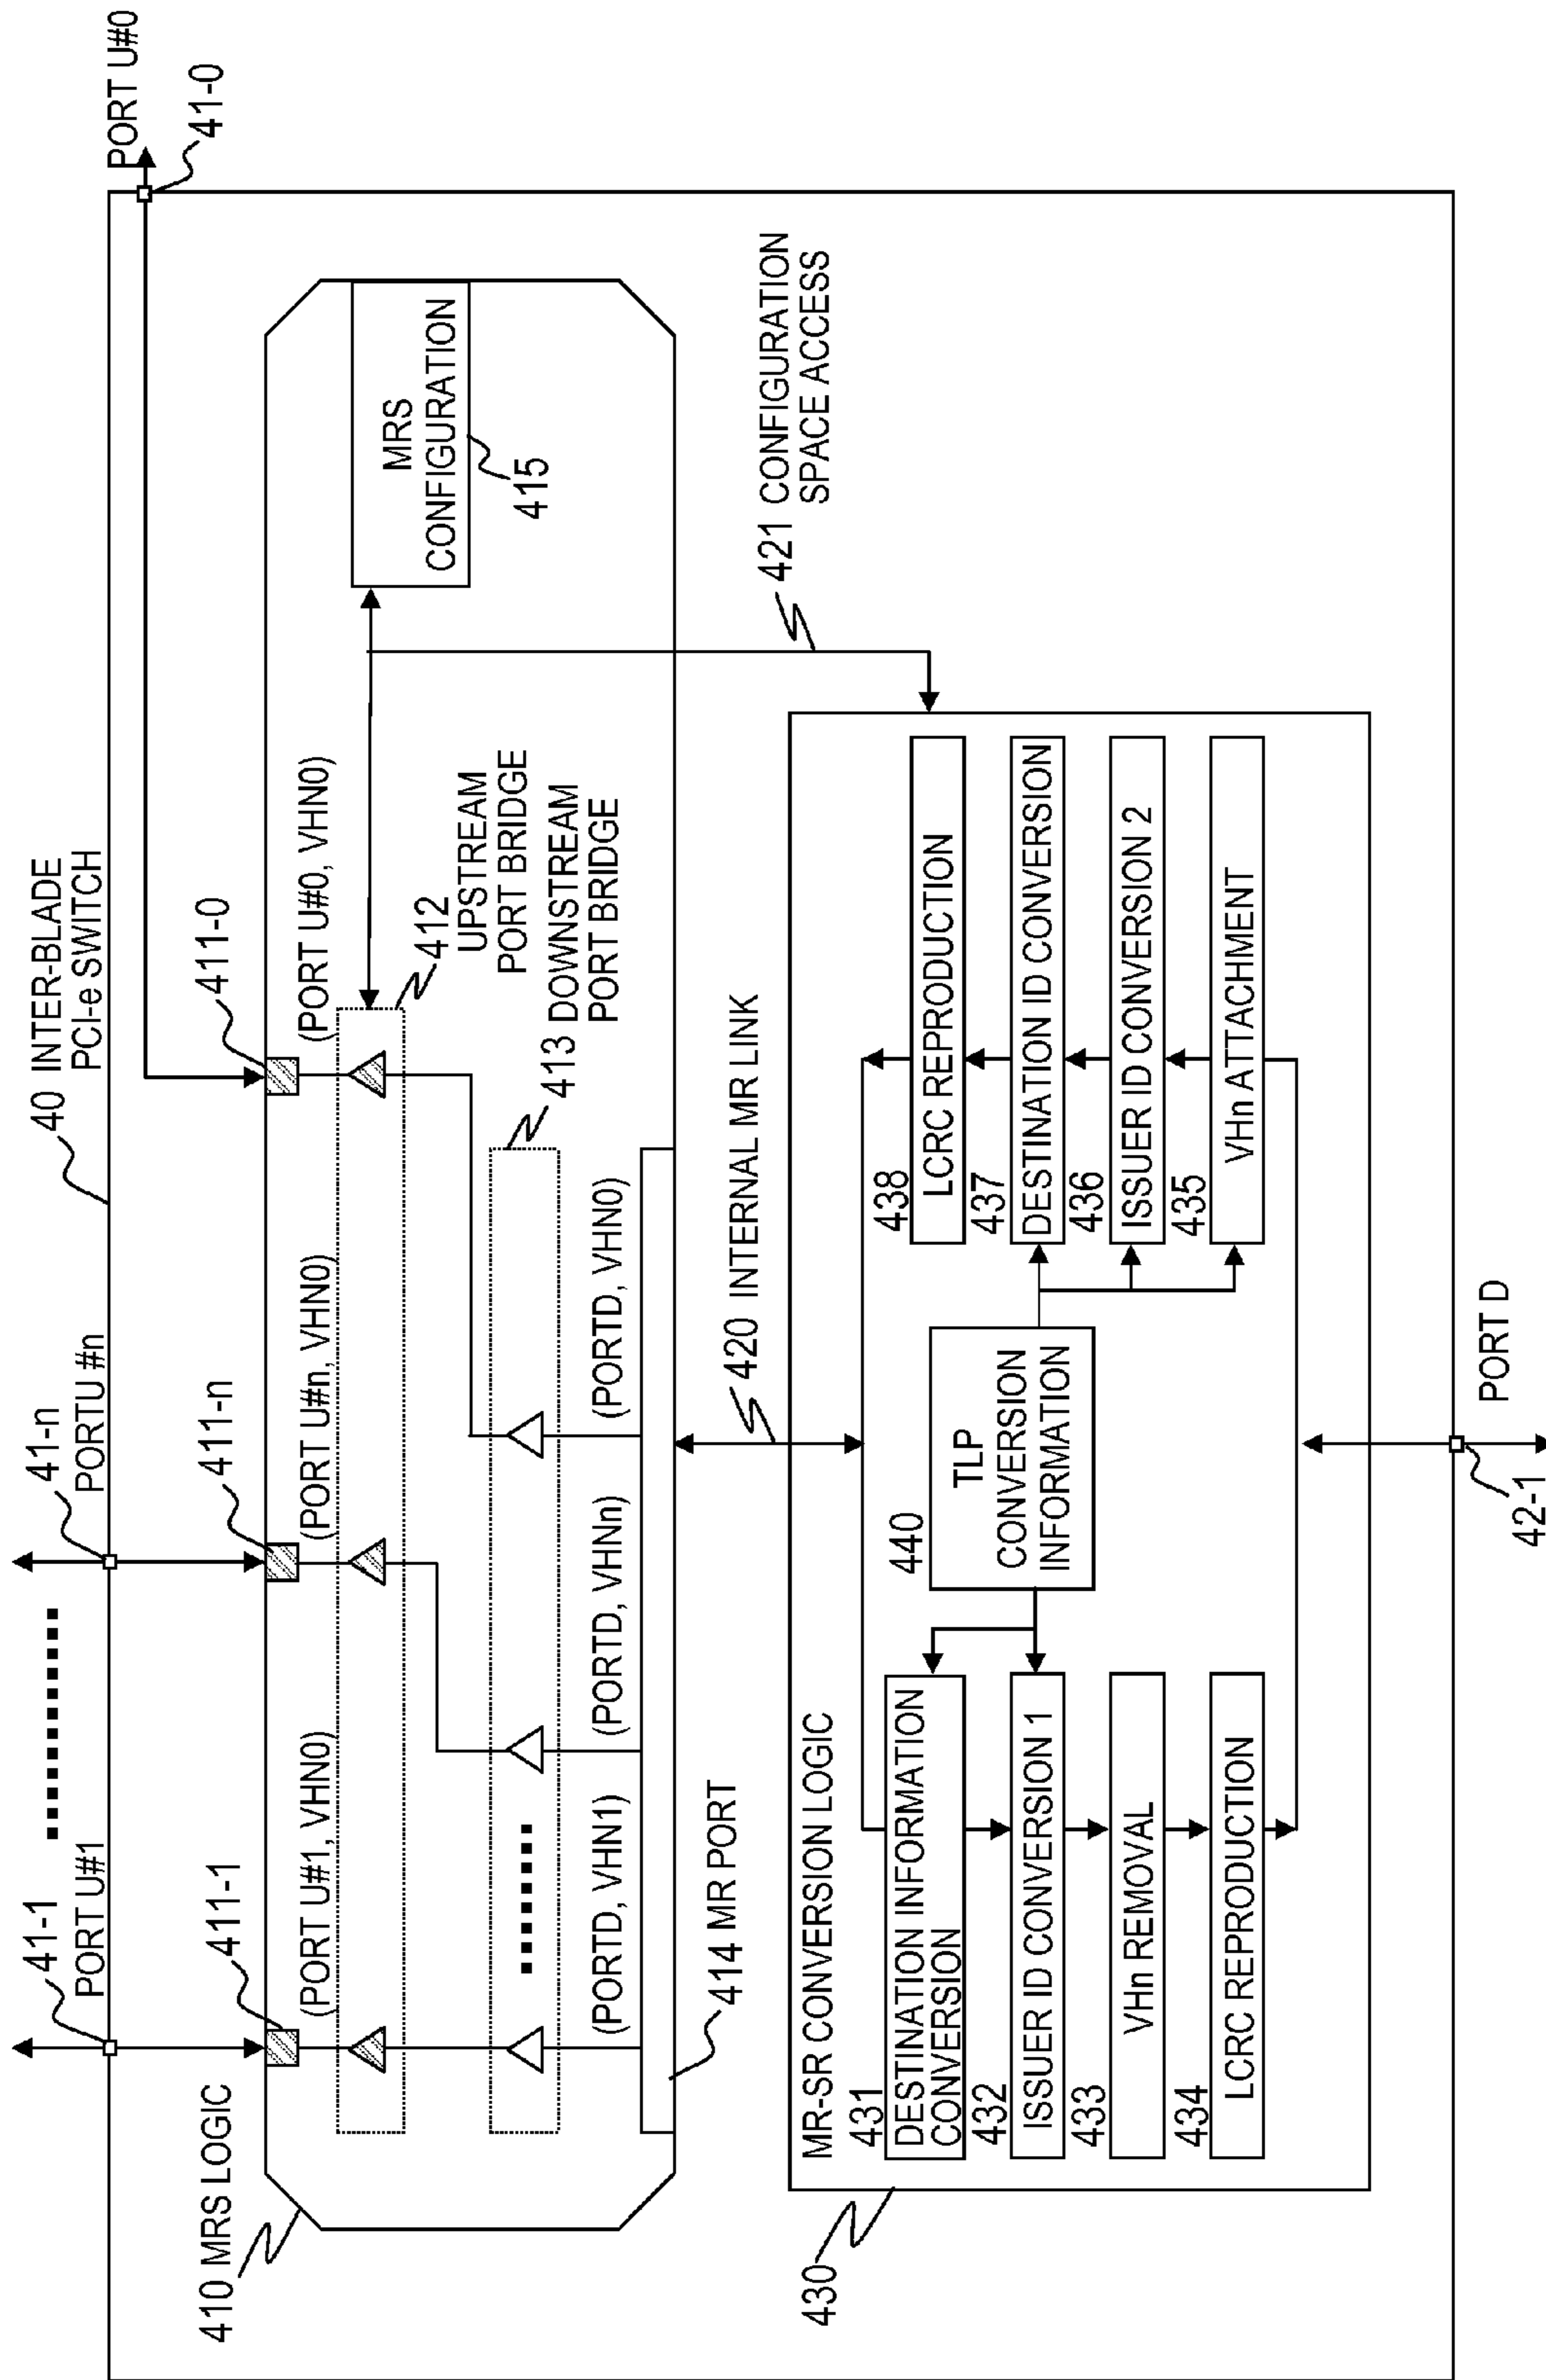 40 INTER-BLADE
PCI-e SWITCH
41-1
PORT U#1
41-n
PORTU #n
PORT U#0
41-0
410 MRS LOGIC
411-1
(PORT U#1, VHN0)
411-n
(PORT U#n, VHN0)
411-0
(PORT U#0, VHN0)
412
UPSTREAM
PORT BRIDGE
413 DOWNSTREAM
PORT BRIDGE
MRS
CONFIGURATION
415
(PORTD, VHN1)
(PORTD, VHNn)
(PORTD, VHN0)
414 MR PORT
420 INTERNAL MR LINK
421 CONFIGURATION
SPACE ACCESS
430
MR-SR CONVERSION LOGIC
431
DESTINATION INFORMATION
CONVERSION
432
ISSUER ID CONVERSION 1
433
VHn REMOVAL
434
LCRC REPRODUCTION
440
TLP
CONVERSION
INFORMATION
438
LCRC REPRODUCTION
437
DESTINATION ID CONVERSION
436
ISSUER ID CONVERSION 2
435
VHn ATTACHMENT
42-1
PORT D